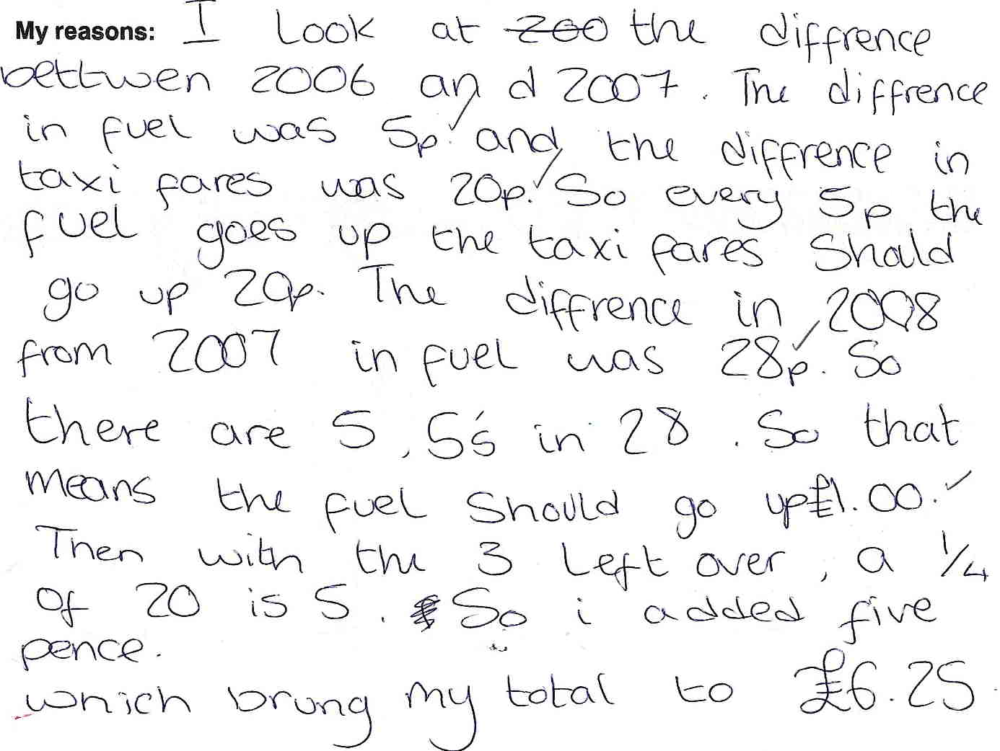 My reasons: I Look at 200 the diffrence
bettwen 2006 an d 2007. The diffrence
in fuel was 5p and the diffrence in
taxi fares was 20p. So every 5p the
fuel goes up the taxi fares Should
go up 20p. The diffrence in 2008
from 2007 in fuel was 28p. So
there are 5, 5's in 28. So that
means the fuel Should go up £1.00.
Then with the 3 Left over, a 1/4
of 20 is 5. So i added five
pence.
which brung my total to £6.25